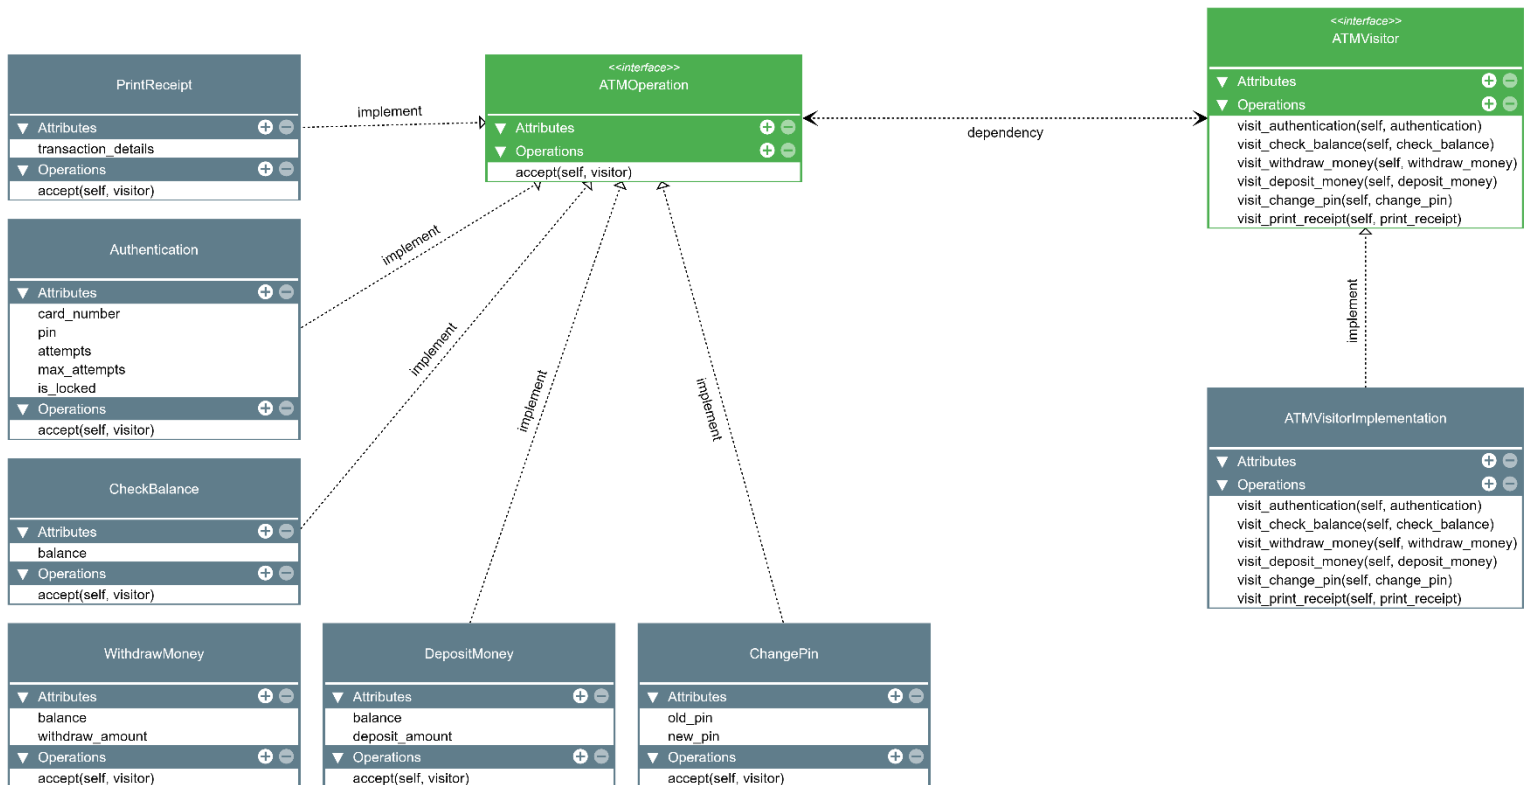 PrintReceipt
Attributes
transaction_details
Operations
accept(self, visitor)
implement
<<interface>>
ATMOperation
Attributes
Operations
accept(self, visitor)
dependency
<<interface>>
ATMVisitor
Attributes
Operations
visit_authentication(self, authentication)
visit_check_balance(self, check_balance)
visit_withdraw_money(self, withdraw_money)
visit_deposit_money(self, deposit_money)
visit_change_pin(self, change_pin)
visit_print_receipt(self, print_receipt)
Authentication
Attributes
card_number
pin
attempts
max_attempts
is_locked
Operations
accept(self, visitor)
implement
implement
implement
implement
implement
CheckBalance
Attributes
balance
Operations
accept(self, visitor)
ATMVisitorImplementation
Attributes
Operations
visit_authentication(self, authentication)
visit_check_balance(self, check_balance)
visit_withdraw_money(self, withdraw_money)
visit_deposit_money(self, deposit_money)
visit_change_pin(self, change_pin)
visit_print_receipt(self, print_receipt)
WithdrawMoney
Attributes
balance
withdraw_amount
Operations
accept(self, visitor)
DepositMoney
Attributes
balance
deposit_amount
Operations
accept(self, visitor)
ChangePin
Attributes
old_pin
new_pin
Operations
accept(self, visitor)